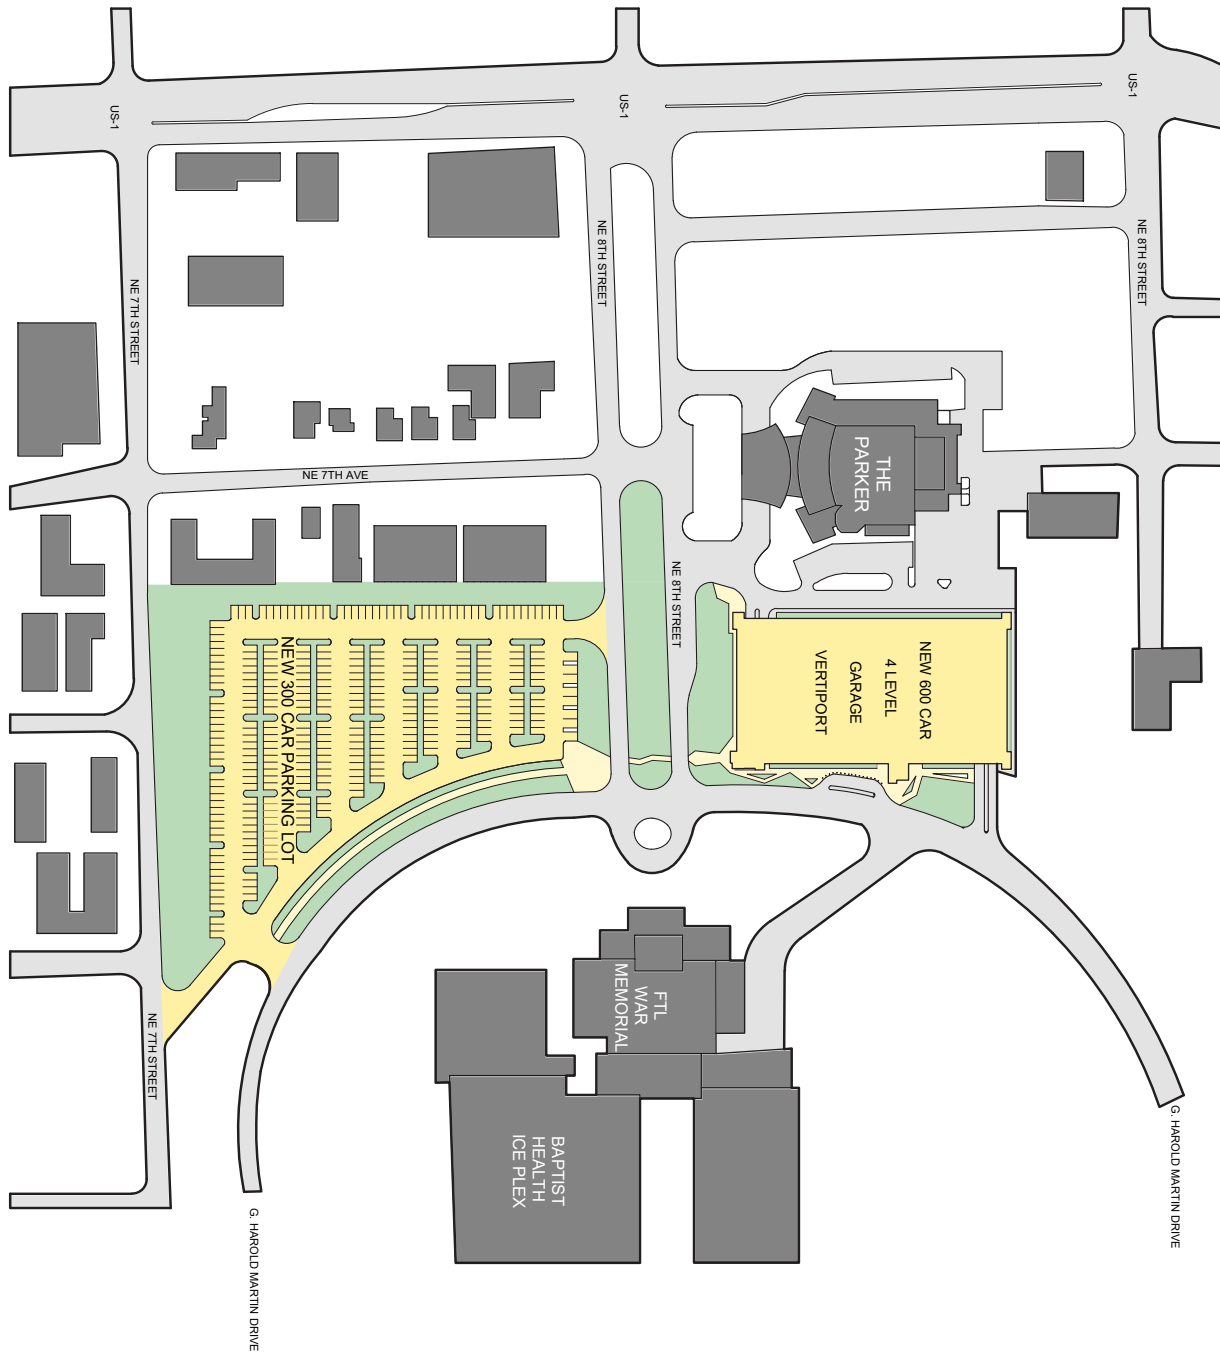 US-1
US-1
US-1
NE 7TH STREET
NE 8TH STREET
NE 8TH STREET
NE 7TH AVE
THE
PARKER
NE 8TH STREET
NEW 600 CAR
4 LEVEL
GARAGE
VERTIPORT
NEW 300 CAR PARKING LOT
FTL
WAR
MEMORIAL
NE 7TH STREET
BAPTIST
HEALTH
ICE PLEX
G. HAROLD MARTIN DRIVE
G. HAROLD MARTIN DRIVE